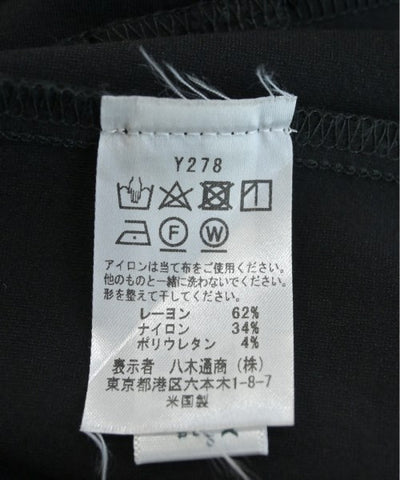 Y278
F W
アイロンは当て布をご使用ください。
他のものと一緒に洗わないでください。
形を整えて干してください。
レーヨン 62%
ナイロン 34%
ポリウレタン 4%
表示者 八木通商(株)
東京都港区六本木1-8-7
米国製